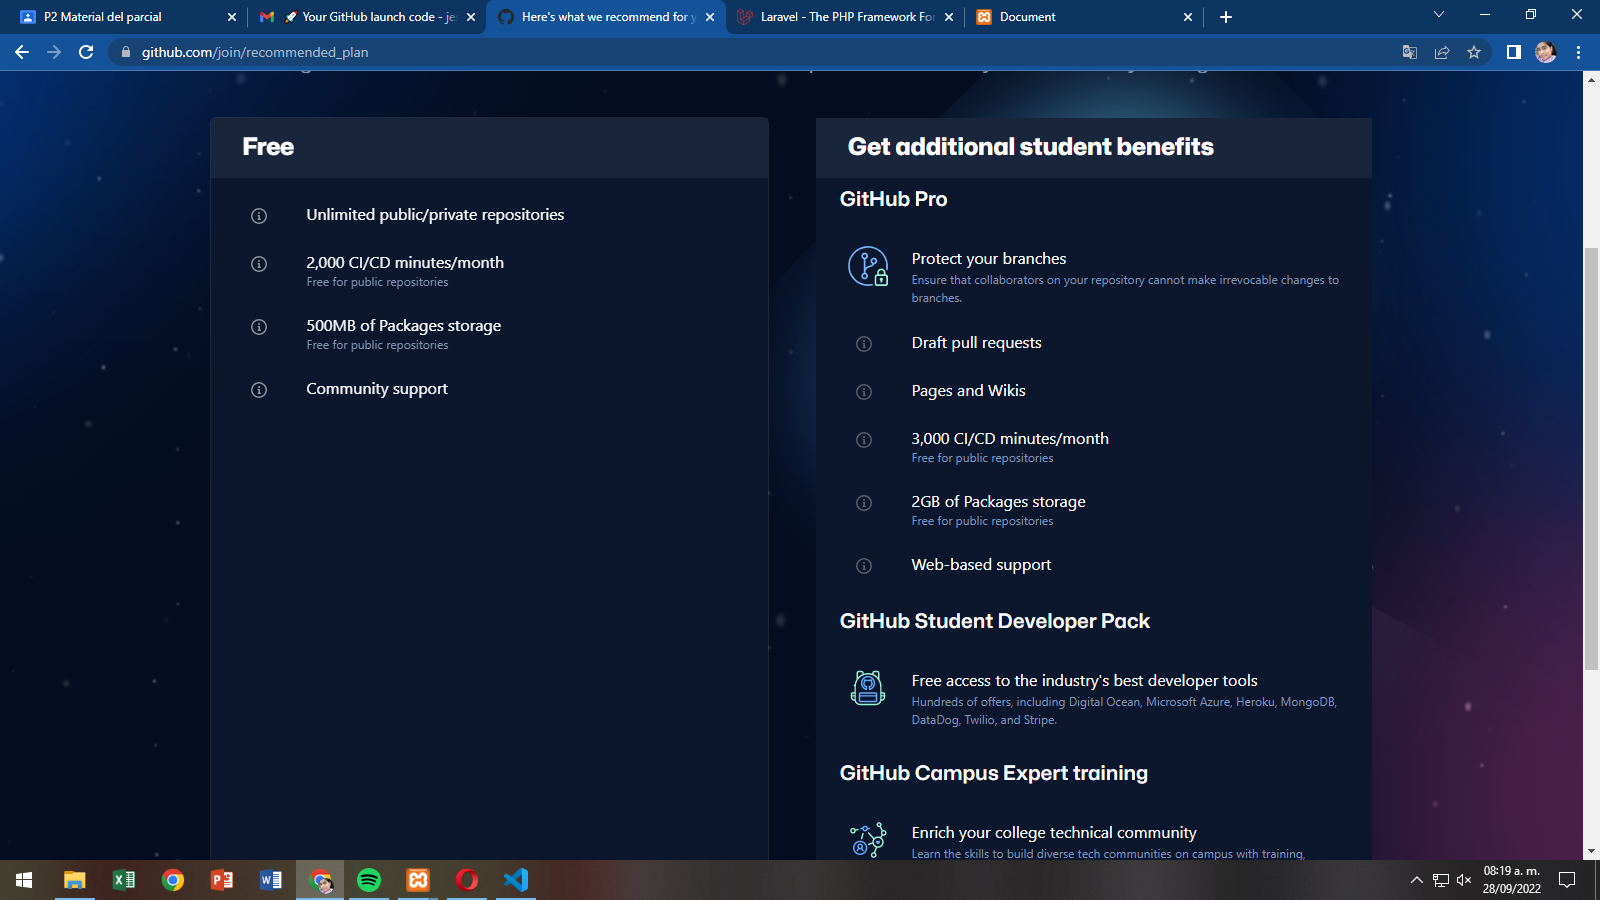 P2 Material del parcial
Your GitHub launch code - je
Here's what we recommend for y
Laravel - The PHP Framework For
Document
github.com/join/recommended_plan
Free
Unlimited public/private repositories
2,000 CI/CD minutes/month
Free for public repositories
500MB of Packages storage
Free for public repositories
Community support
Get additional student benefits
GitHub Pro
Protect your branches
Ensure that collaborators on your repository cannot make irrevocable changes to
branches.
Draft pull requests
Pages and Wikis
3,000 CI/CD minutes/month
Free for public repositories
2GB of Packages storage
Free for public repositories
Web-based support
GitHub Student Developer Pack
Free access to the industry's best developer tools
Hundreds of offers, including Digital Ocean, Microsoft Azure, Heroku, MongoDB,
DataDog, Twilio, and Stripe.
GitHub Campus Expert training
Enrich your college technical community
Learn the skills to build diverse tech communities on campus with training,
08:19 a. m.
28/09/2022